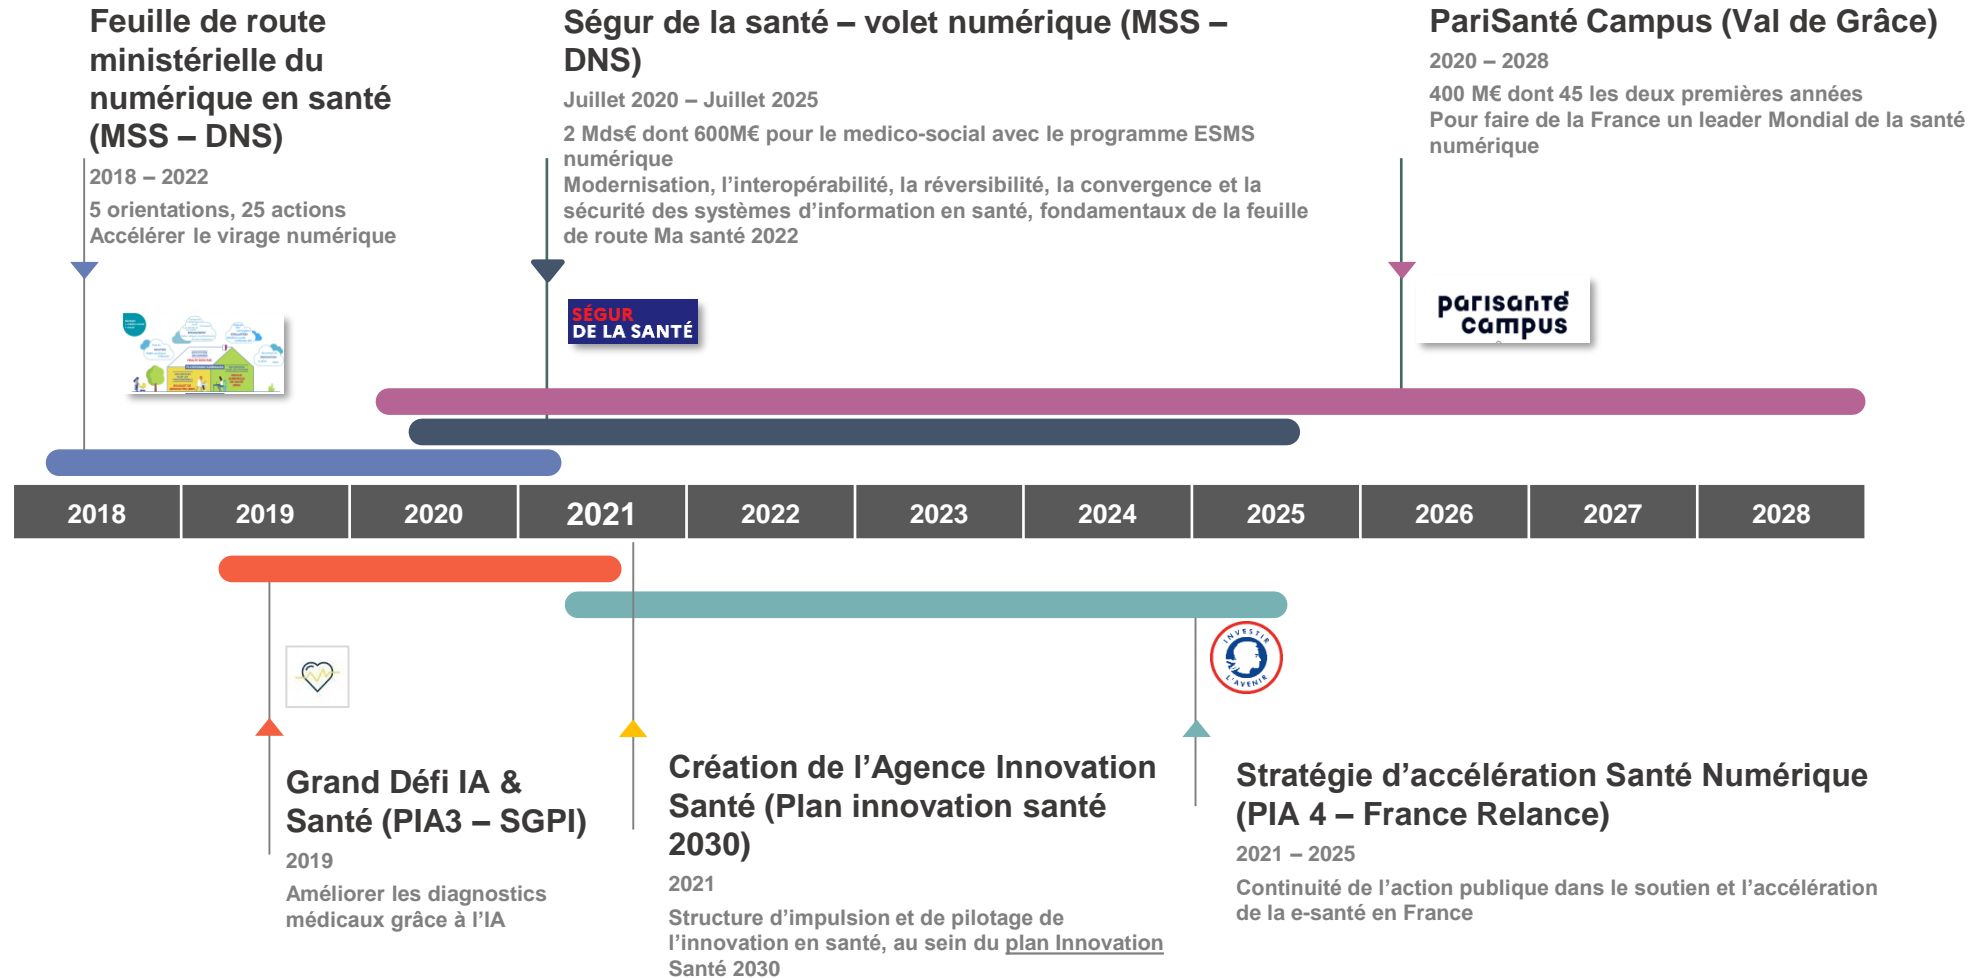 Feuille de route
ministérielle du
numérique en santé
(MSS – DNS)
2018 – 2022
5 orientations, 25 actions
Accélérer le virage numérique
Ségur de la santé – volet numérique (MSS –
DNS)
Juillet 2020 – Juillet 2025
2 Mds€ dont 600M€ pour le medico-social avec le programme ESMS
numérique
Modernisation, l’interopérabilité, la réversibilité, la convergence et la
sécurité des systèmes d’information en santé, fondamentaux de la feuille
de route Ma santé 2022
SÉGUR
DE LA SANTÉ
PariSanté Campus (Val de Grâce)
2020 – 2028
400 M€ dont 45 les deux premières années
Pour faire de la France un leader Mondial de la santé
numérique
parisanté
campus
2018 2019 2020 2021 2022 2023 2024 2025 2026 2027 2028
Grand Défi IA &
Santé (PIA3 – SGPI)
2019
Améliorer les diagnostics
médicaux grâce à l’IA
Création de l’Agence Innovation
Santé (Plan innovation santé
2030)
2021
Structure d’impulsion et de pilotage de
l’innovation en santé, au sein du plan Innovation
Santé 2030
INVESTIR
L'AVENIR
Stratégie d’accélération Santé Numérique
(PIA 4 – France Relance)
2021 – 2025
Continuité de l’action publique dans le soutien et l’accélération
de la e-santé en France